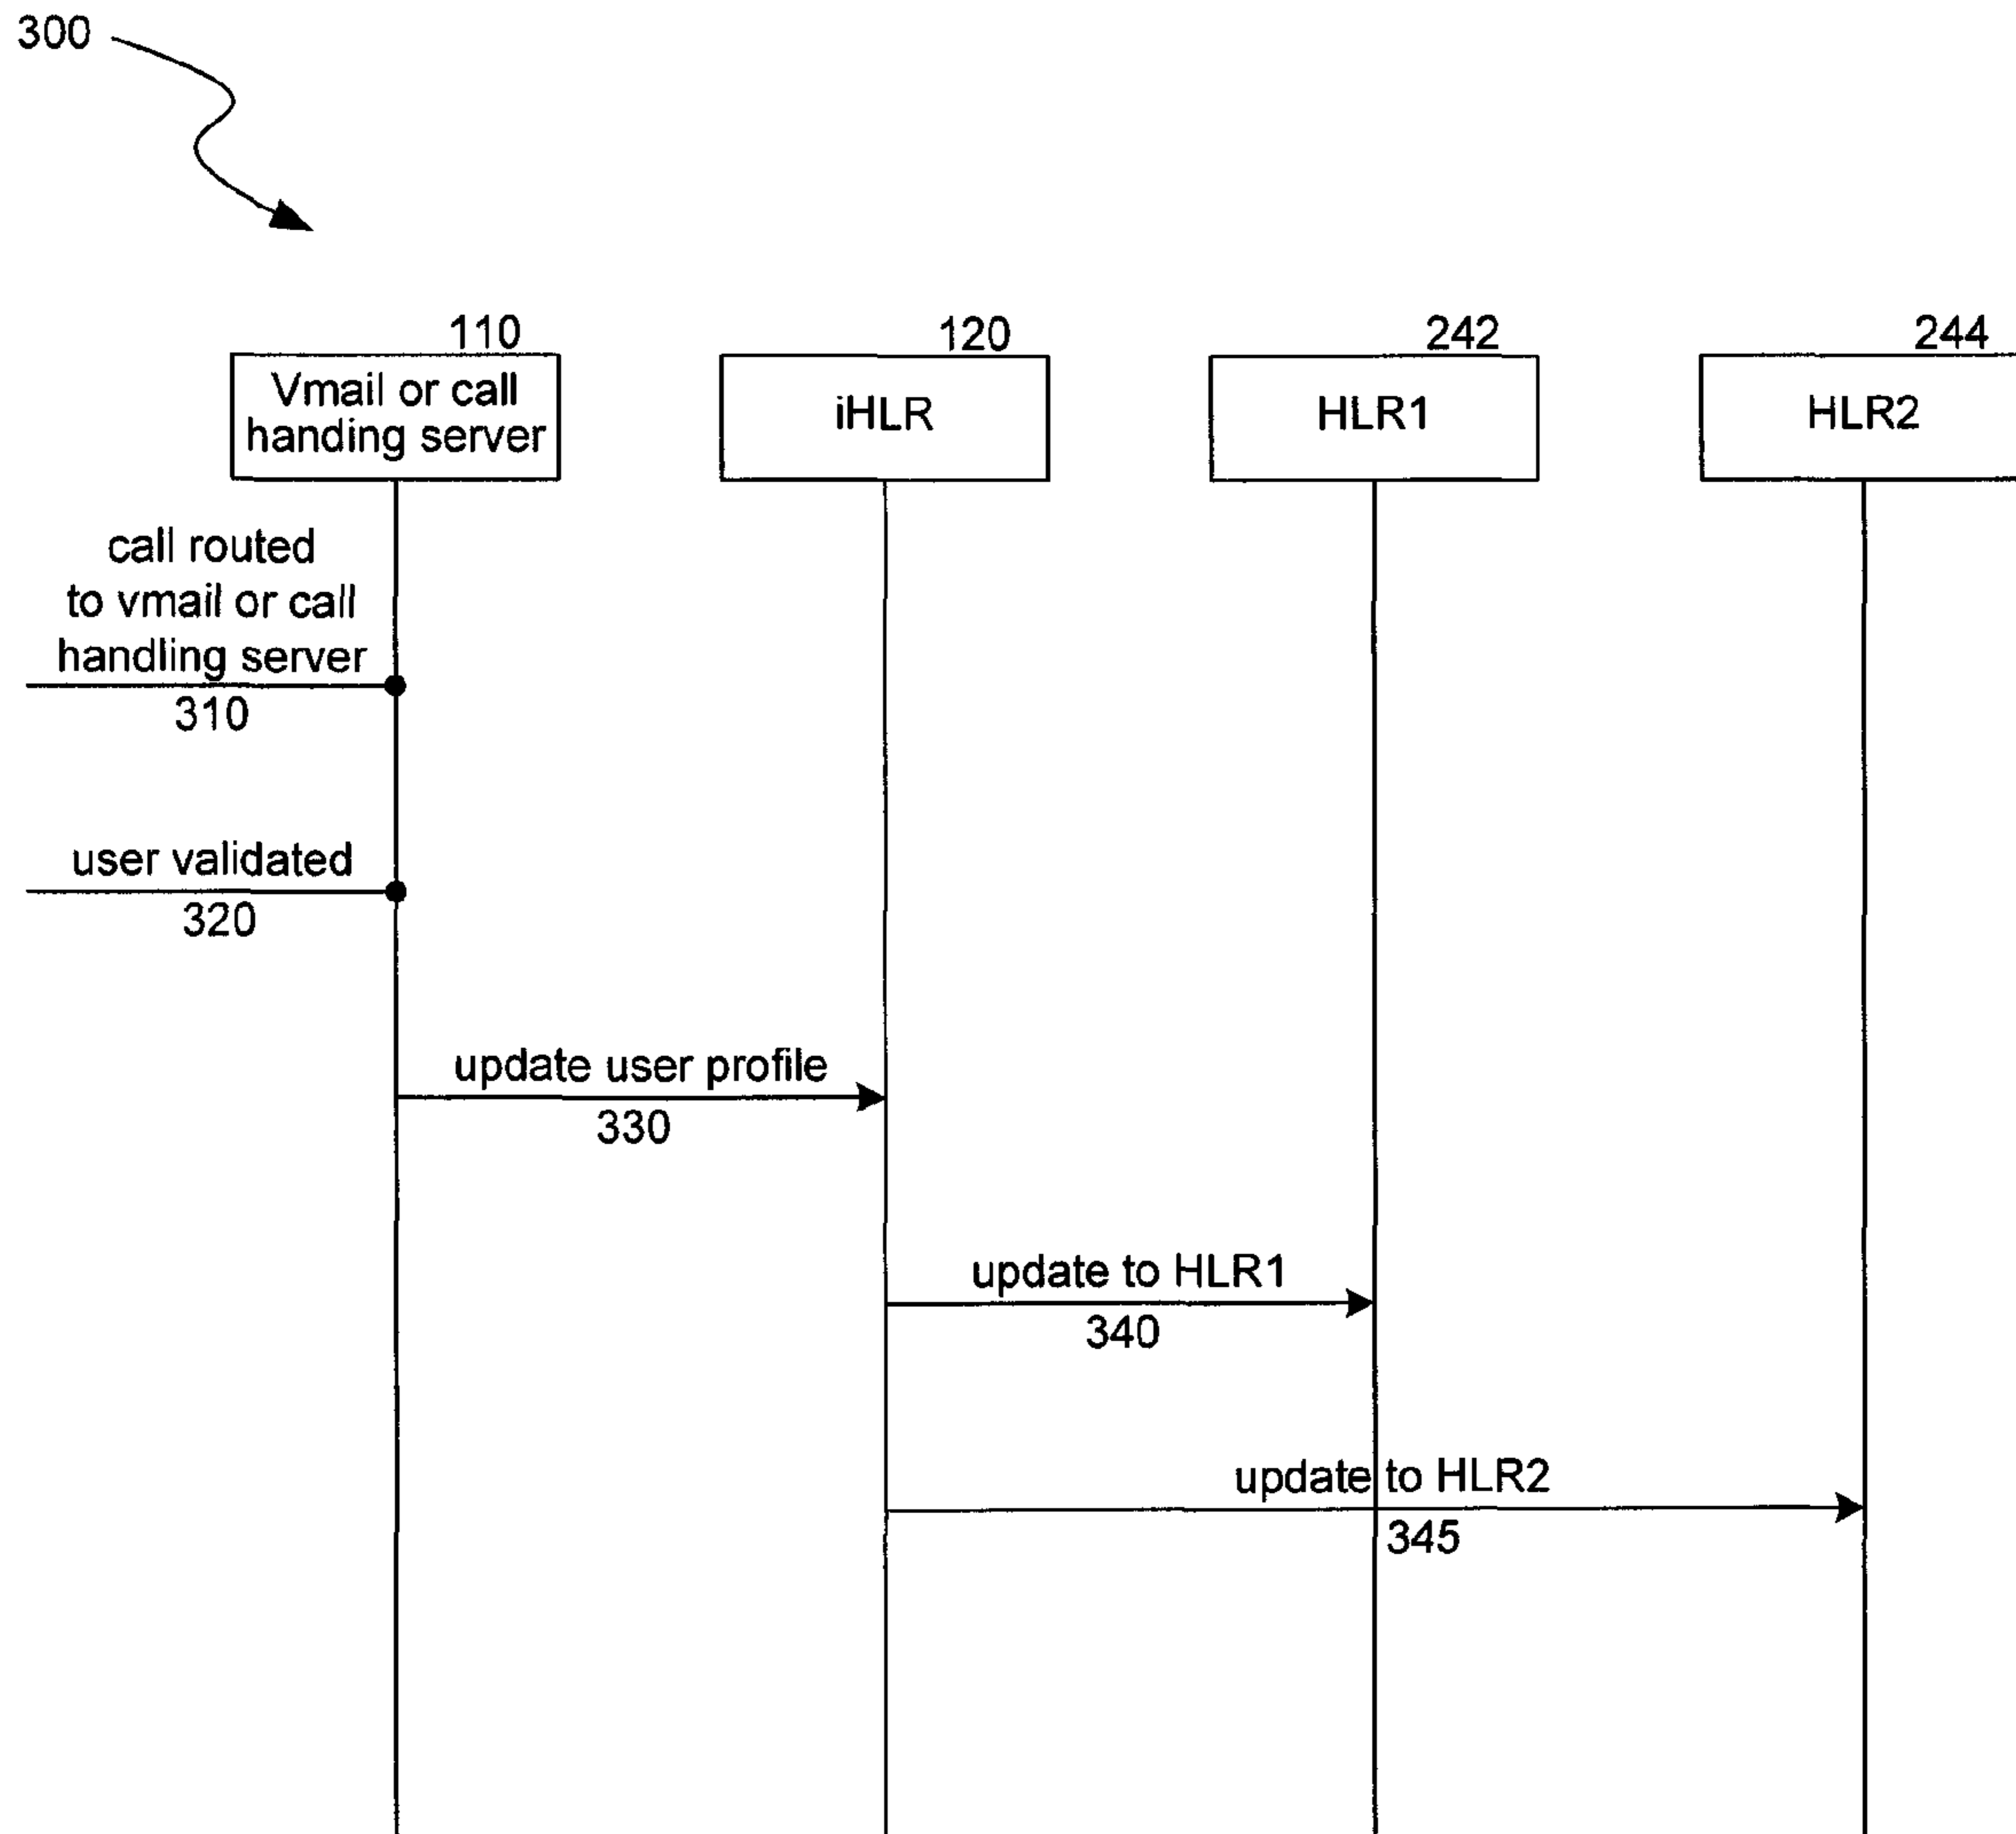 300
110
120
242
244
Vmail or call
handing server
iHLR
HLR1
HLR2
call routed
to vmail or call
handling server
310
user validated
320
update user profile
330
update to HLR1
340
update to HLR2
345